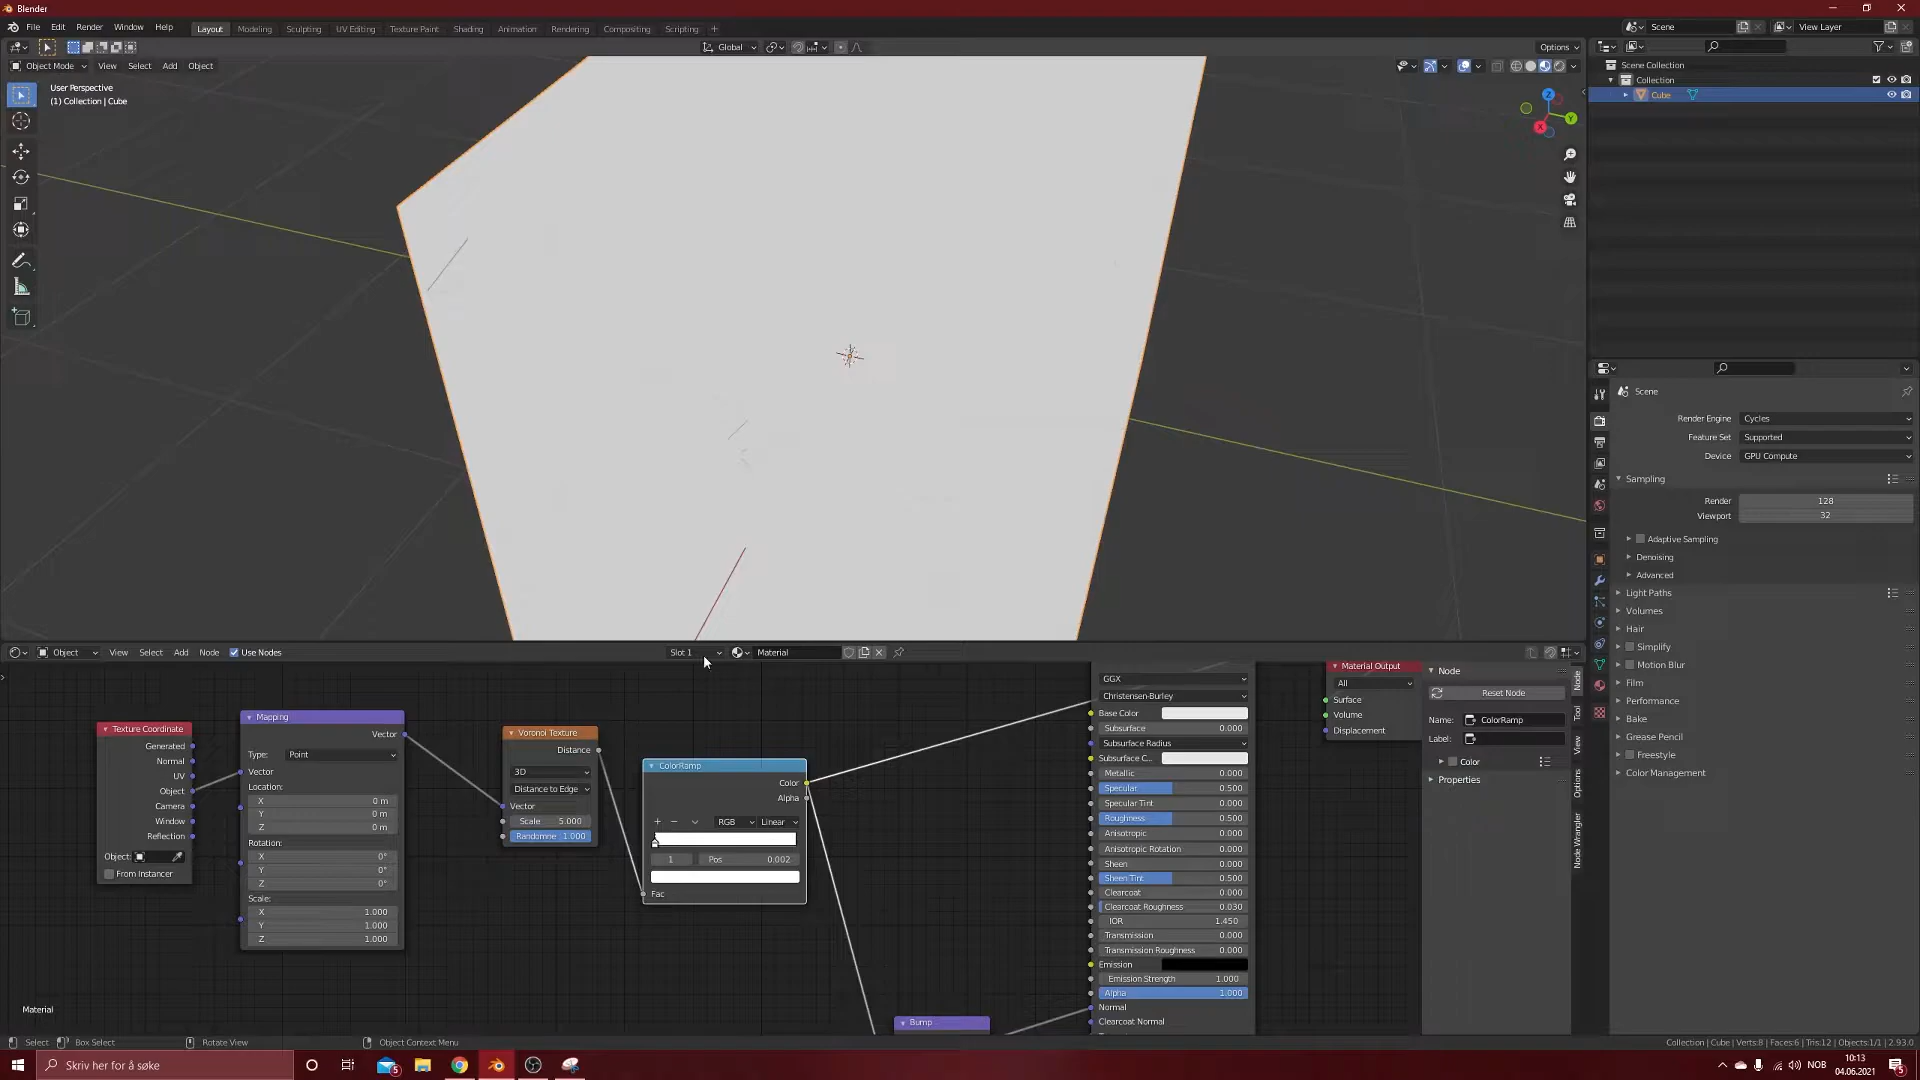 Blender
File Edit Render Window Help Layout Modeling Sculpting UV Editing Texture Paint Shading Animation Rendering Compositing Scripting +
Scene View Layer
Global Options
Object Mode View Select Add Object
User Perspective
(1) Collection | Cube
Z
Y
X
Scene Collection
Collection
Cube
Scene
Render Engine Cycles
Feature Set Supported
Device GPU Compute
Sampling
Render 128
Viewport 32
Adaptive Sampling
Denoising
Advanced
Light Paths
Volumes
Hair
Simplify
Motion Blur
Film
Performance
Bake
Grease Pencil
Freestyle
Color Management
Object View Select Add Node Use Nodes Slot 1 Material
Texture Coordinate
Generated
Normal
UV
Object
Camera
Window
Reflection
Object:
From Instancer
Mapping
Vector
Type: Point
Vector
Location:
X 0 m
Y 0 m
Z 0 m
Rotation:
X 0°
Y 0°
Z 0°
Scale:
X 1.000
Y 1.000
Z 1.000
Voronoi Texture
Distance
3D
Distance to Edge
Vector
Scale 5.000
Randomne 1.000
ColorRamp
Color
Alpha
RGB Linear
1 Pos 0.002
Fac
Bump
GGX
Christensen-Burley
Base Color
Subsurface 0.000
Subsurface Radius
Subsurface C...
Metallic 0.000
Specular 0.500
Specular Tint 0.000
Roughness 0.500
Anisotropic 0.000
Anisotropic Rotation 0.000
Sheen 0.000
Sheen Tint 0.500
Clearcoat 0.000
Clearcoat Roughness 0.030
IOR 1.450
Transmission 0.000
Transmission Roughness 0.000
Emission
Emission Strength 1.000
Alpha 1.000
Normal
Clearcoat Normal
Material Output
All
Surface
Volume
Displacement
Node
Reset Node
Name: ColorRamp
Label:
Color
Properties
Node
Tool
View
Options
Node Wrangler
Material
Select Box Select Rotate View Object Context Menu
Collection | Cube | Verts:8 | Faces:6 | Tris:12 | Objects:1/1 | 2.93.0
Skriv her for å søke
5
NOB
10:13
04.06.2021
5